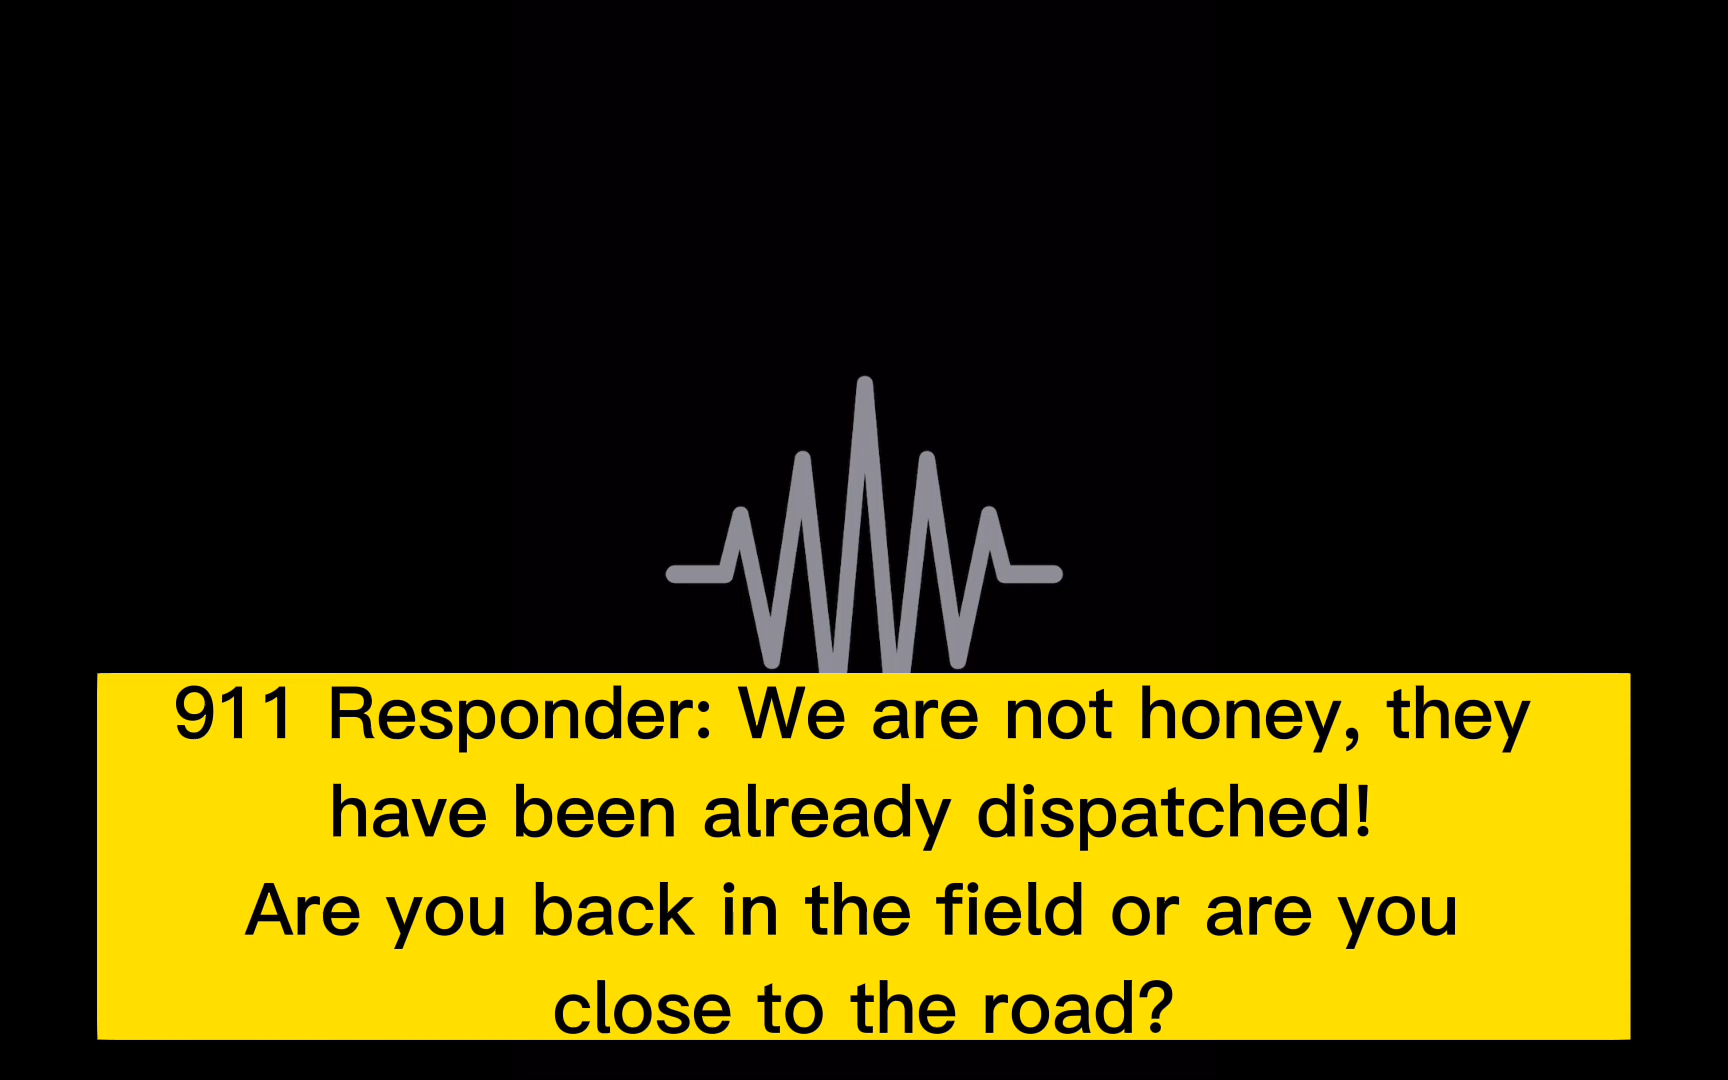 911 Responder: We are not honey, they
have been already dispatched!
Are you back in the field or are you
close to the road?